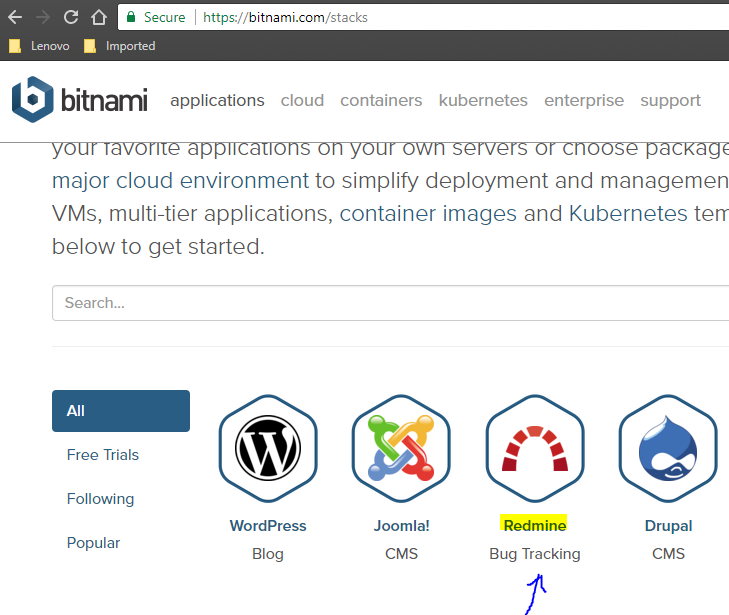 Secure https://bitnami.com/stacks
Lenovo Imported
bitnami applications cloud containers kubernetes enterprise support
your favorite applications on your own servers or choose package
major cloud environment to simplify deployment and managemen
VMs, multi-tier applications, container images and Kubernetes tem
below to get started.
Search...
All
Free Trials
Following
Popular
WordPress Joomla! Redmine Drupal
Blog CMS Bug Tracking CMS